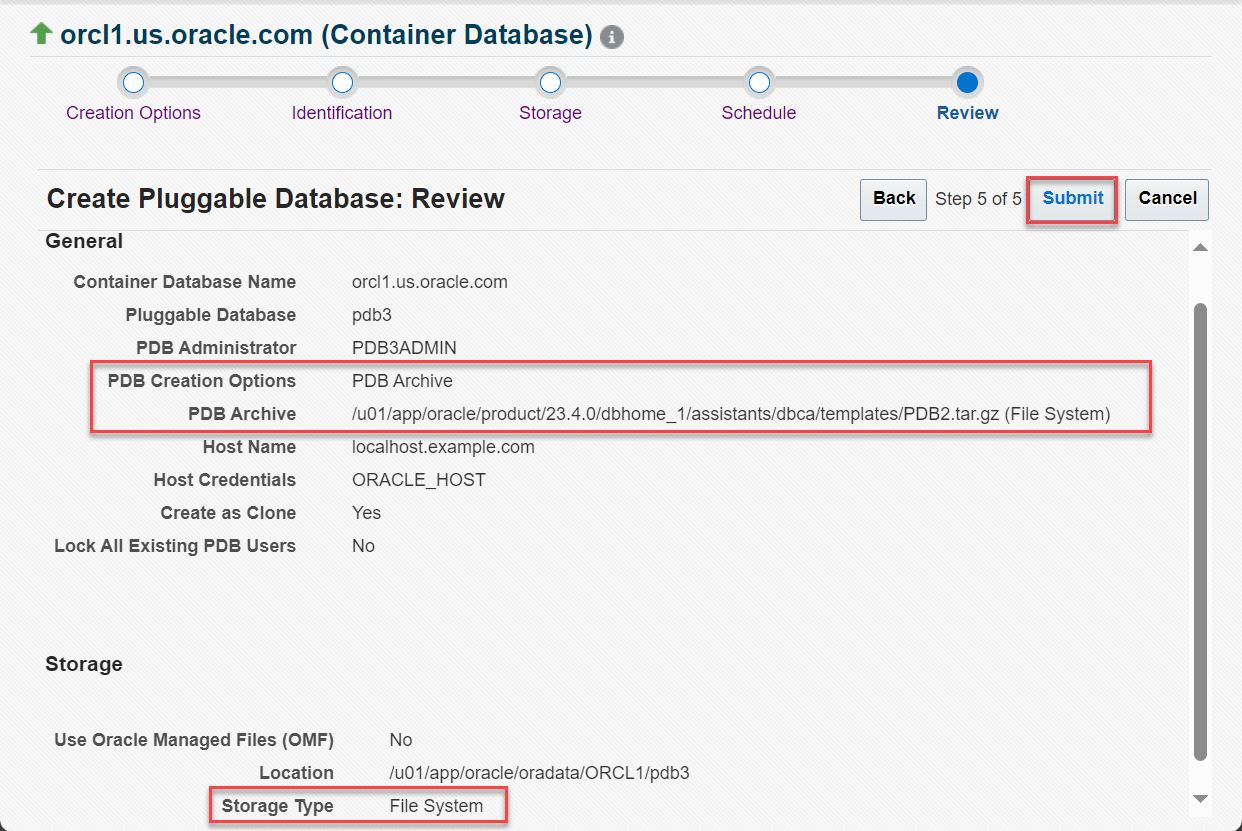 orcl1.us.oracle.com (Container Database)
Creation Options
Identification
Storage
Schedule
Review
Create Pluggable Database: Review
Back
Step 5 of 5
Submit
Cancel
General
Container Database Name orcl1.us.oracle.com
Pluggable Database pdb3
PDB Administrator PDB3ADMIN
PDB Creation Options PDB Archive
PDB Archive /u01/app/oracle/product/23.4.0/dbhome_1/assistants/dbca/templates/PDB2.tar.gz (File System)
Host Name localhost.example.com
Host Credentials ORACLE_HOST
Create as Clone Yes
Lock All Existing PDB Users No
Storage
Use Oracle Managed Files (OMF) No
Location /u01/app/oracle/oradata/ORCL1/pdb3
Storage Type File System